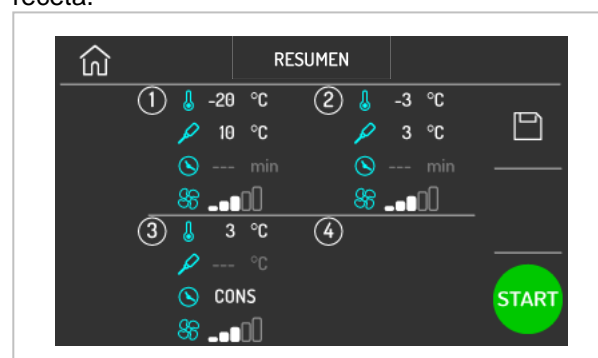 receta.
RESUMEN
1 -20 °C 2 -3 °C
10 °C 3 °C
--- min --- min
3 3 °C 4
--- °C
CONS
START